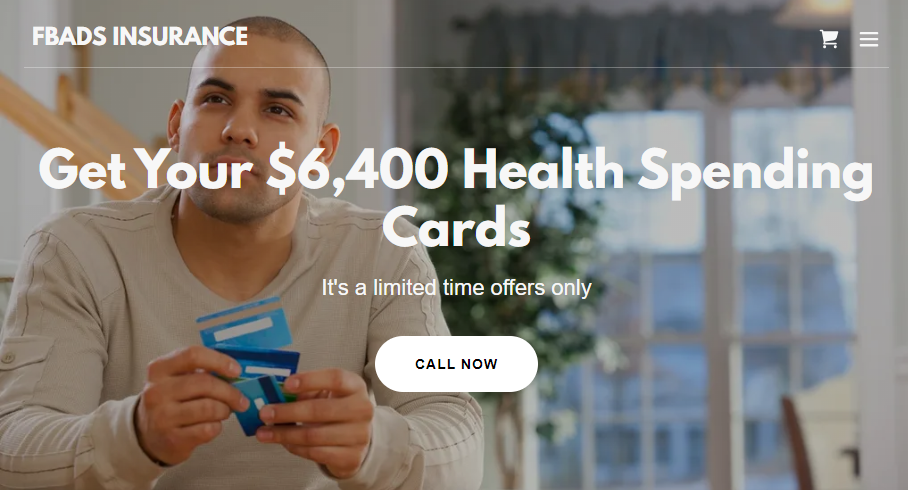 FBADS INSURANCE
Get Your $6,400 Health Spending
Cards
It's a limited time offers only
CALL NOW